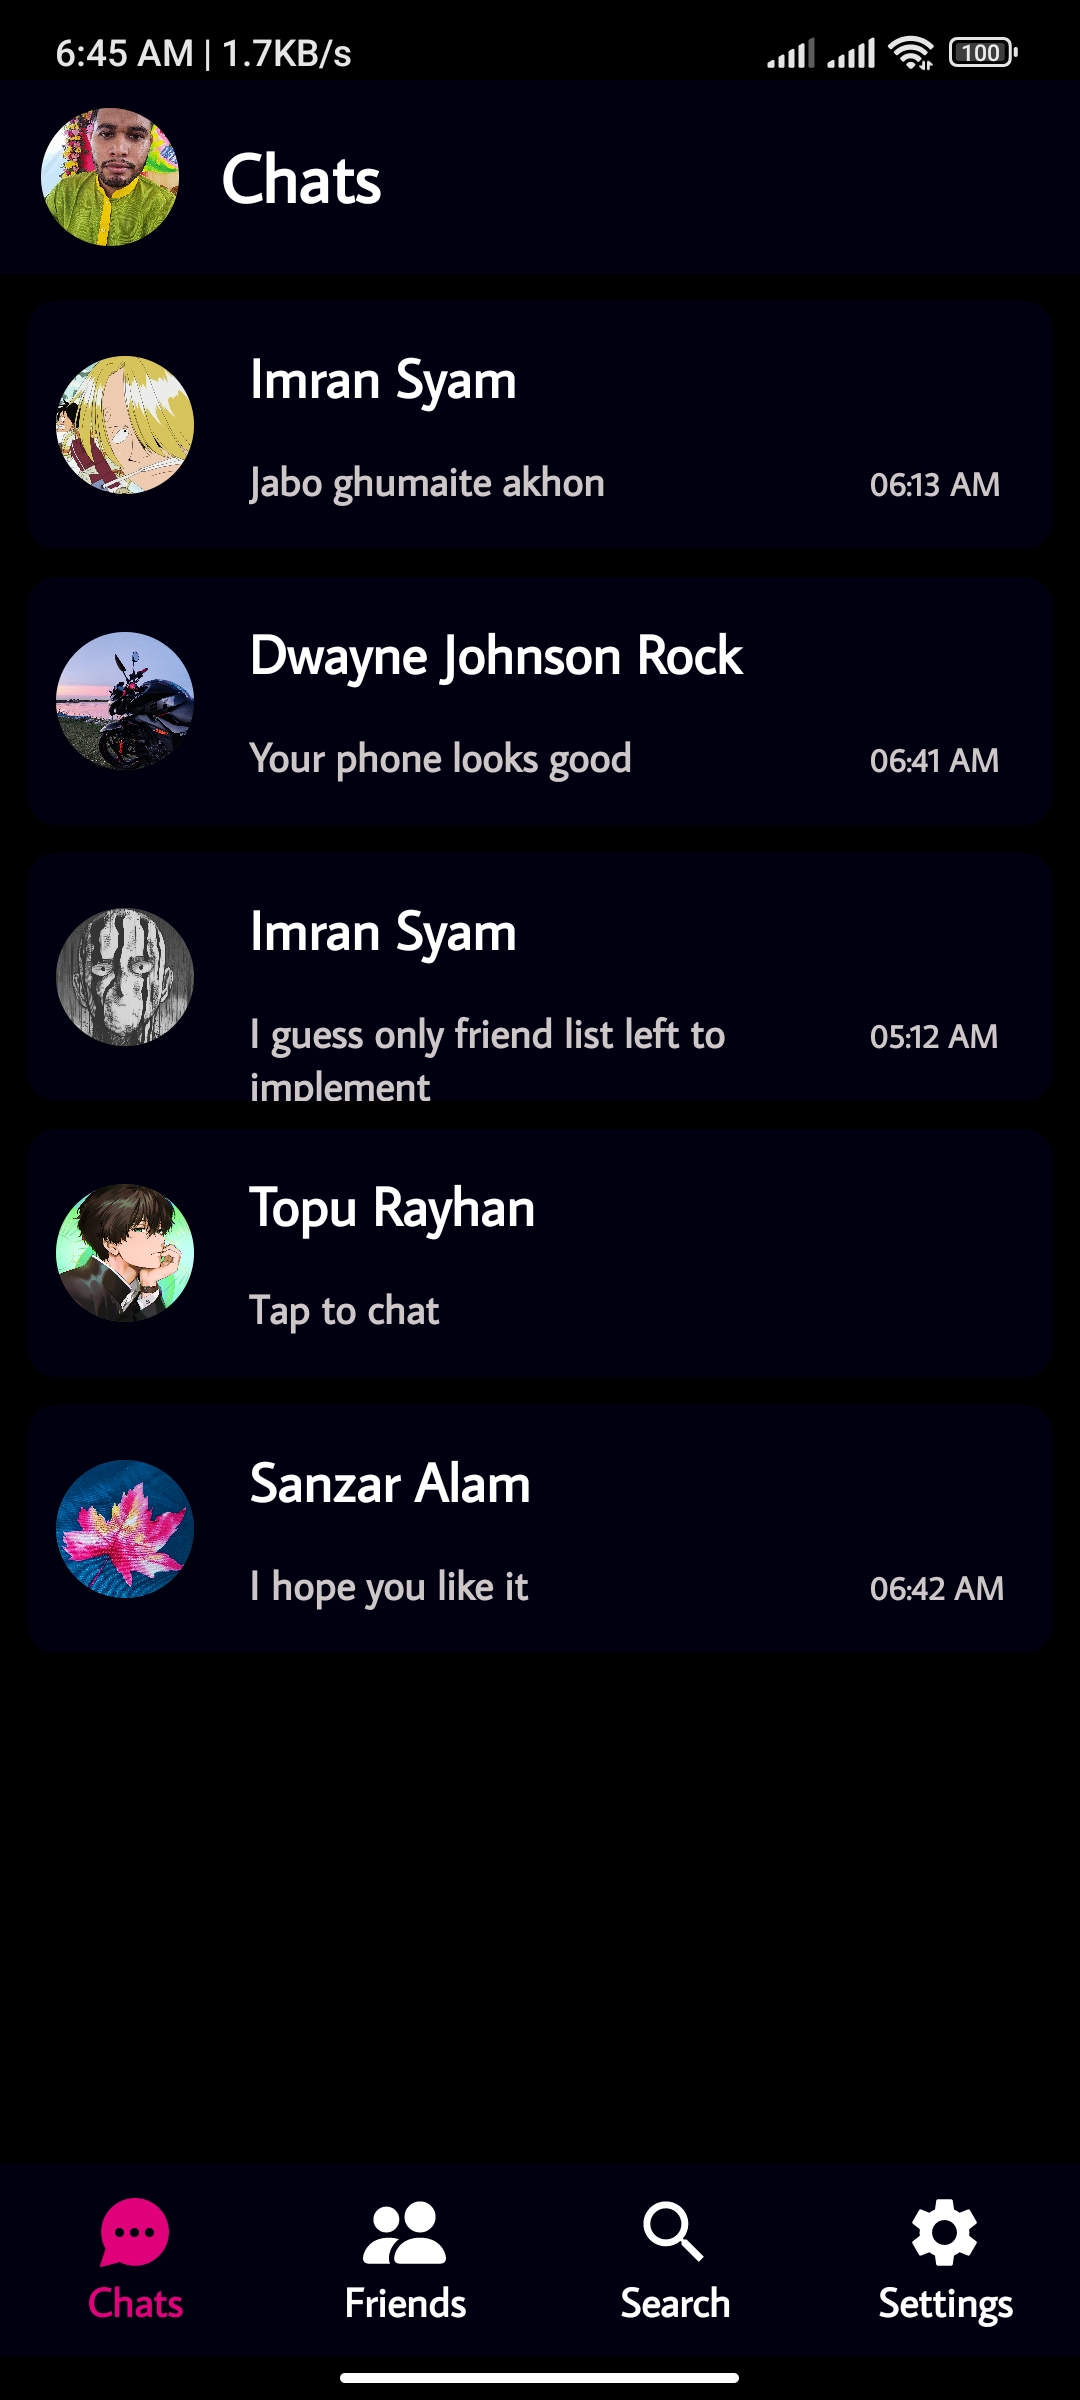 6:45 AM | 1.7KB/s 100
Chats
Imran Syam
Jabo ghumaite akhon 06:13 AM
Dwayne Johnson Rock
Your phone looks good 06:41 AM
Imran Syam
I guess only friend list left to 05:12 AM
implement
Topu Rayhan
Tap to chat
Sanzar Alam
I hope you like it 06:42 AM
Chats Friends Search Settings